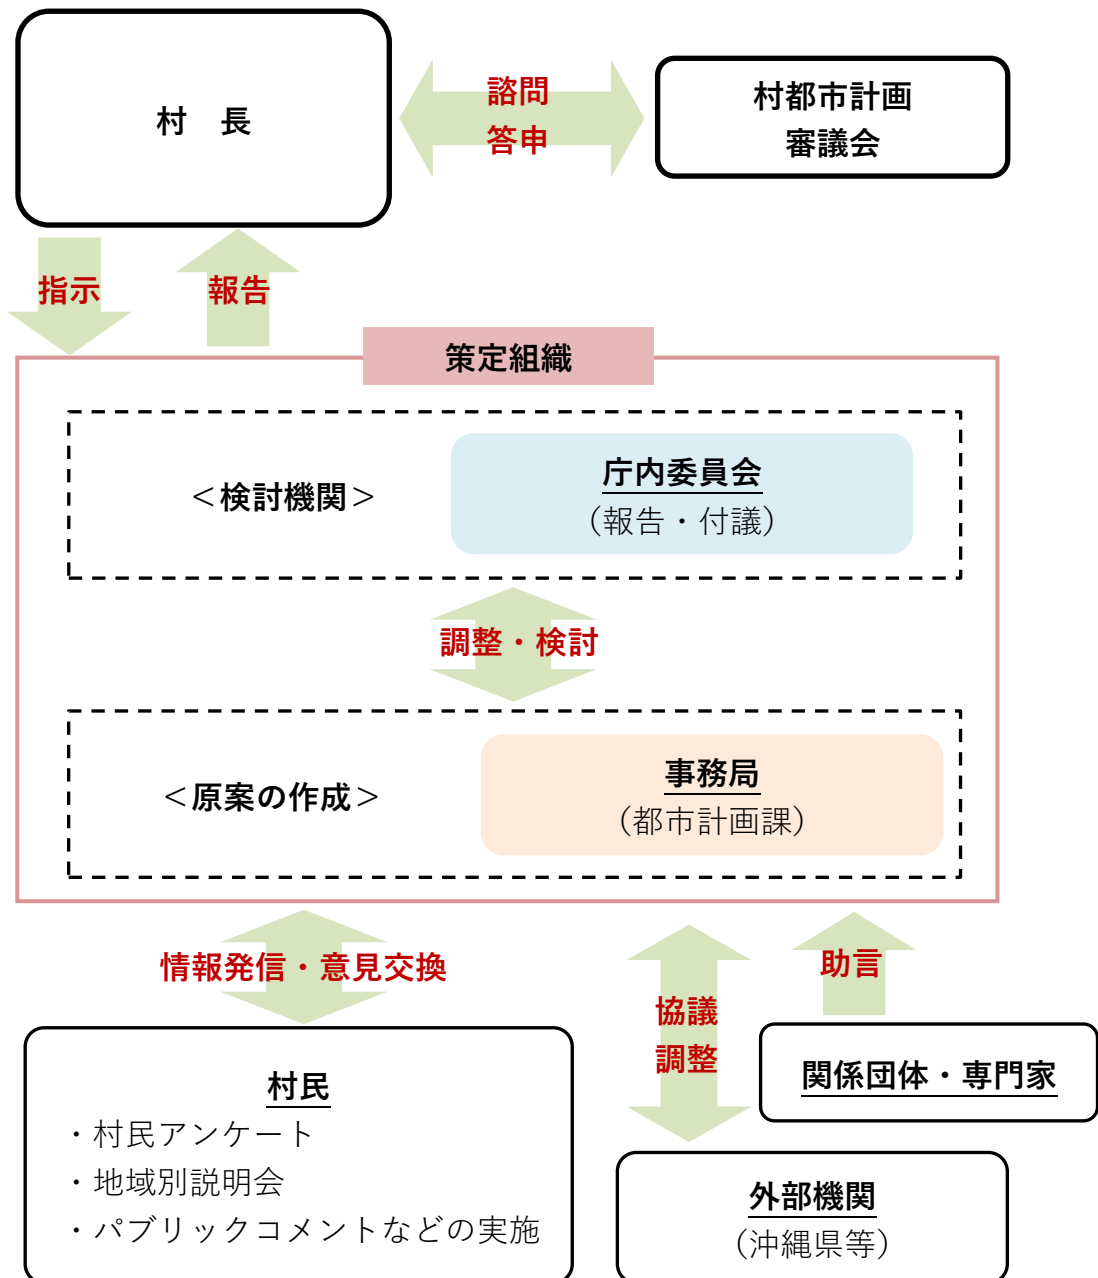 村　長
諮問
答申
村都市計画
審議会
指示
報告
策定組織
＜検討機関＞
庁内委員会
（報告・付議）
調整・検討
＜原案の作成＞
事務局
（都市計画課）
情報発信・意見交換
協議
調整
助言
村民
・村民アンケート
・地域別説明会
・パブリックコメントなどの実施
関係団体・専門家
外部機関
（沖縄県等）